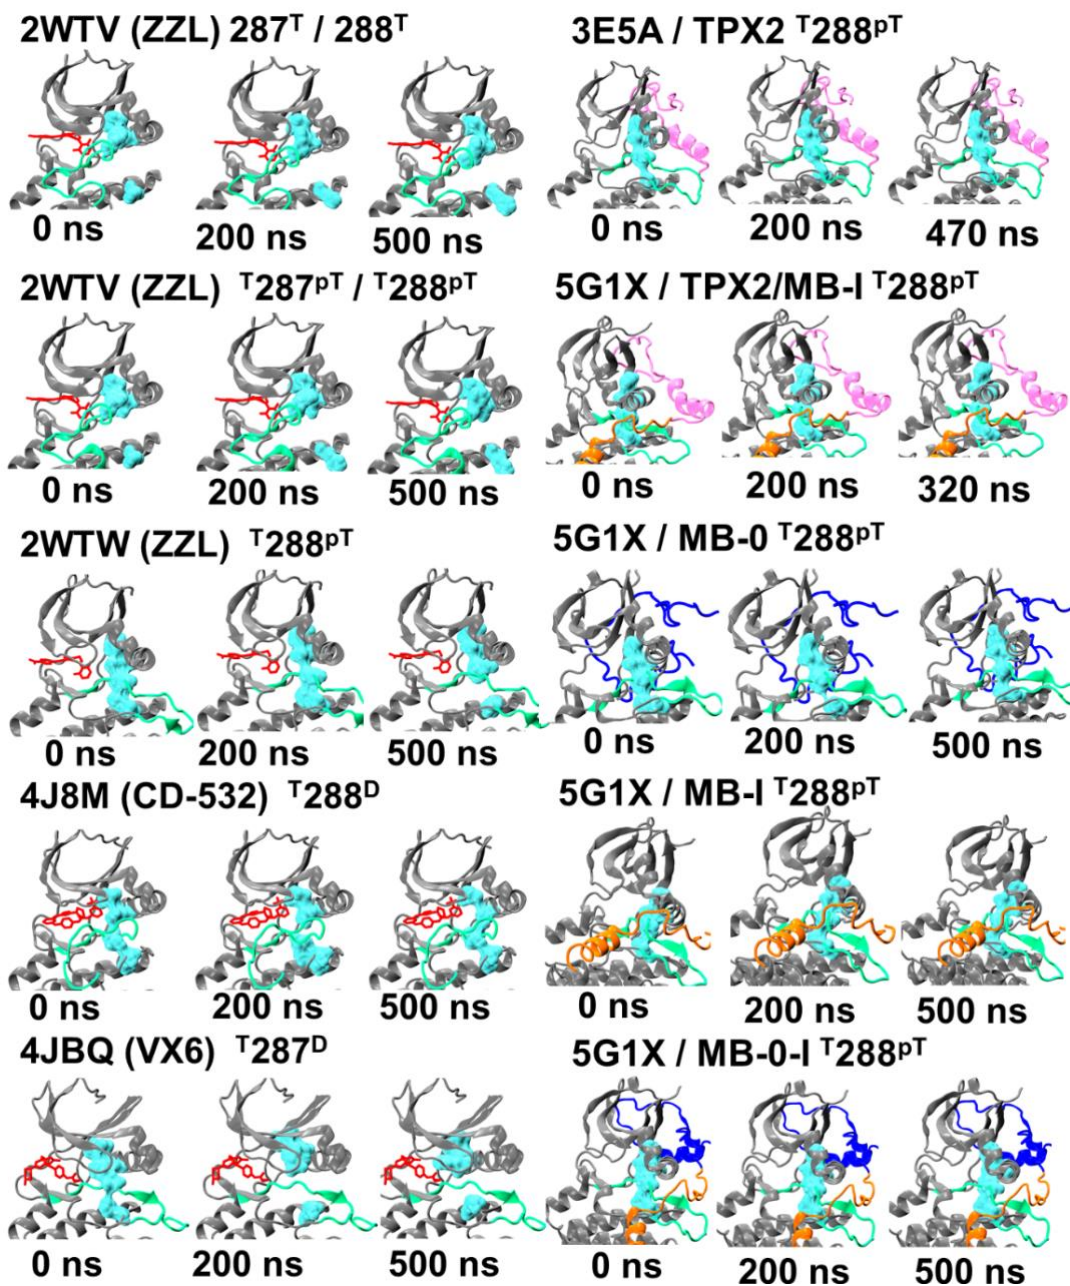 2WTV (ZZL) 287ᵀ / 288ᵀ
0 ns
200 ns
500 ns
3E5A / TPX2 ᵀ288ᵖᵀ
0 ns
200 ns
470 ns
2WTV (ZZL) ᵀ287ᵖᵀ / ᵀ288ᵖᵀ
0 ns
200 ns
500 ns
5G1X / TPX2/MB-I ᵀ288ᵖᵀ
0 ns
200 ns
320 ns
2WTW (ZZL) ᵀ288ᵖᵀ
0 ns
200 ns
500 ns
5G1X / MB-0 ᵀ288ᵖᵀ
0 ns
200 ns
500 ns
4J8M (CD-532) ᵀ288ᴰ
0 ns
200 ns
500 ns
5G1X / MB-I ᵀ288ᵖᵀ
0 ns
200 ns
500 ns
4JBQ (VX6) ᵀ287ᴰ
0 ns
200 ns
500 ns
5G1X / MB-0-I ᵀ288ᵖᵀ
0 ns
200 ns
500 ns